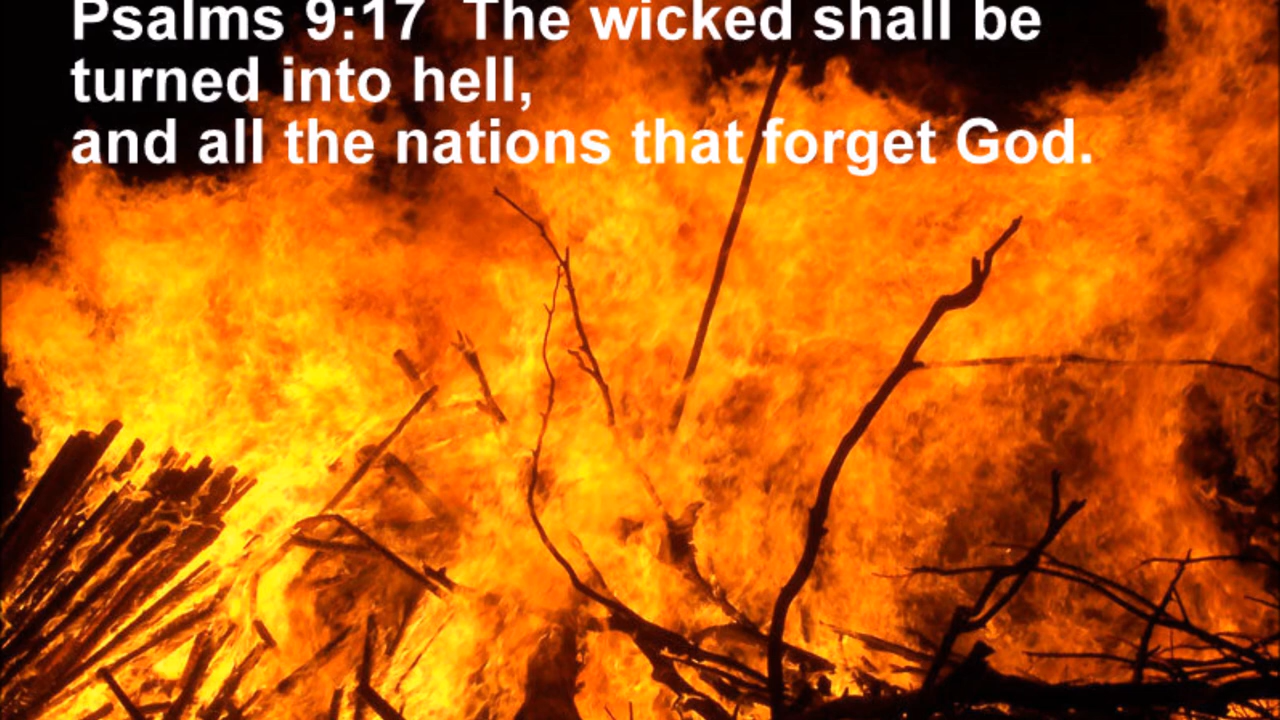 Psalms 9:17  The wicked shall be
turned into hell,
and all the nations that forget God.